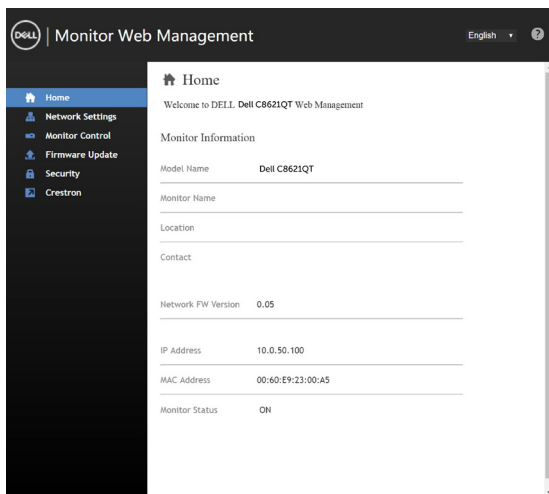 DELL | Monitor Web Management
English
?
Home
Network Settings
Monitor Control
Firmware Update
Security
Crestron
Home
Welcome to DELL Dell C8621QT Web Management
Monitor Information
Model Name Dell C8621QT
Monitor Name
Location
Contact
Network FW Version 0.05
IP Address 10.0.50.100
MAC Address 00:60:E9:23:00:A5
Monitor Status ON